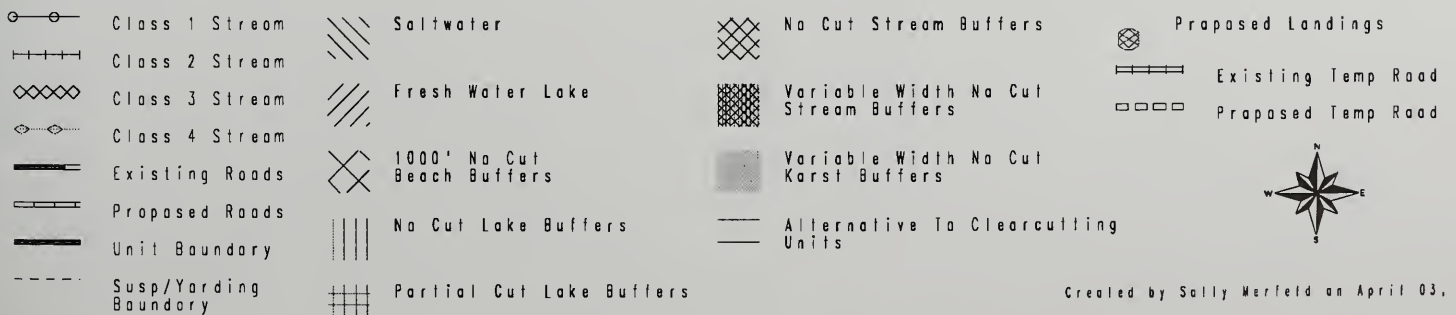 Class 1 Stream
Class 2 Stream
Class 3 Stream
Class 4 Stream
Existing Roads
Proposed Roads
Unit Boundary
Susp/Yarding
Boundary
Saltwater
Fresh Water Lake
1000' No Cut
Beach Buffers
No Cut Lake Buffers
Partial Cut Lake Buffers
No Cut Stream Buffers
Variable Width No Cut
Stream Buffers
Variable Width No Cut
Karst Buffers
Alternative To Clearcutting
Units
Proposed Landings
Existing Temp Road
Proposed Temp Road
N
W E
S
Created by Sally Merfeld on April 03,